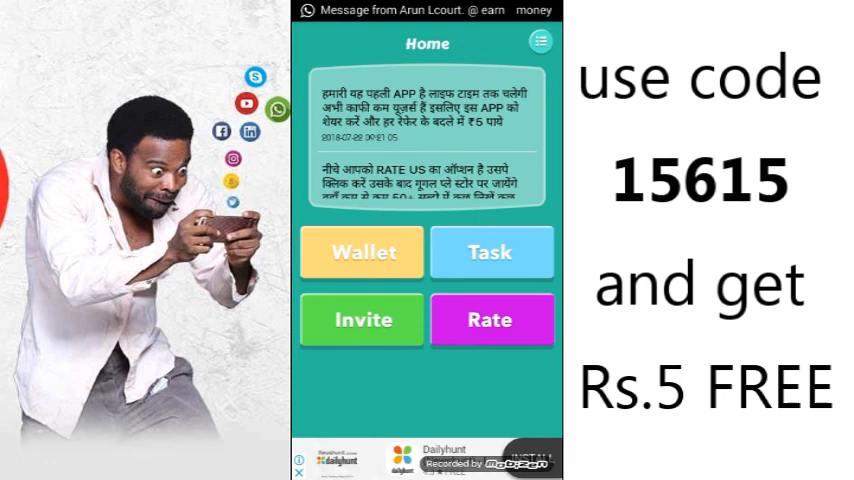 Message from Arun Lcourt. @ earn money
Home
हमारी यह पहली APP है लाइफ टाइम तक चलेगी
अभी काफी कम यूज़र्स हैं इसलिए इस APP को
शेयर करें और हर रेफेर के बदले में ₹5 पाये
2018-07-22 09:21:05
नीचे आपको RATE US का ऑप्शन है उसपे
क्लिक करें उसके बाद गूगल प्ले स्टोर पर जायेंगे
Wallet
Task
Invite
Rate
dailyhunt
dailyhunt
Dailyhunt
FREE
INSTALL
Recorded by mobizen
use code
15615
and get
Rs.5 FREE